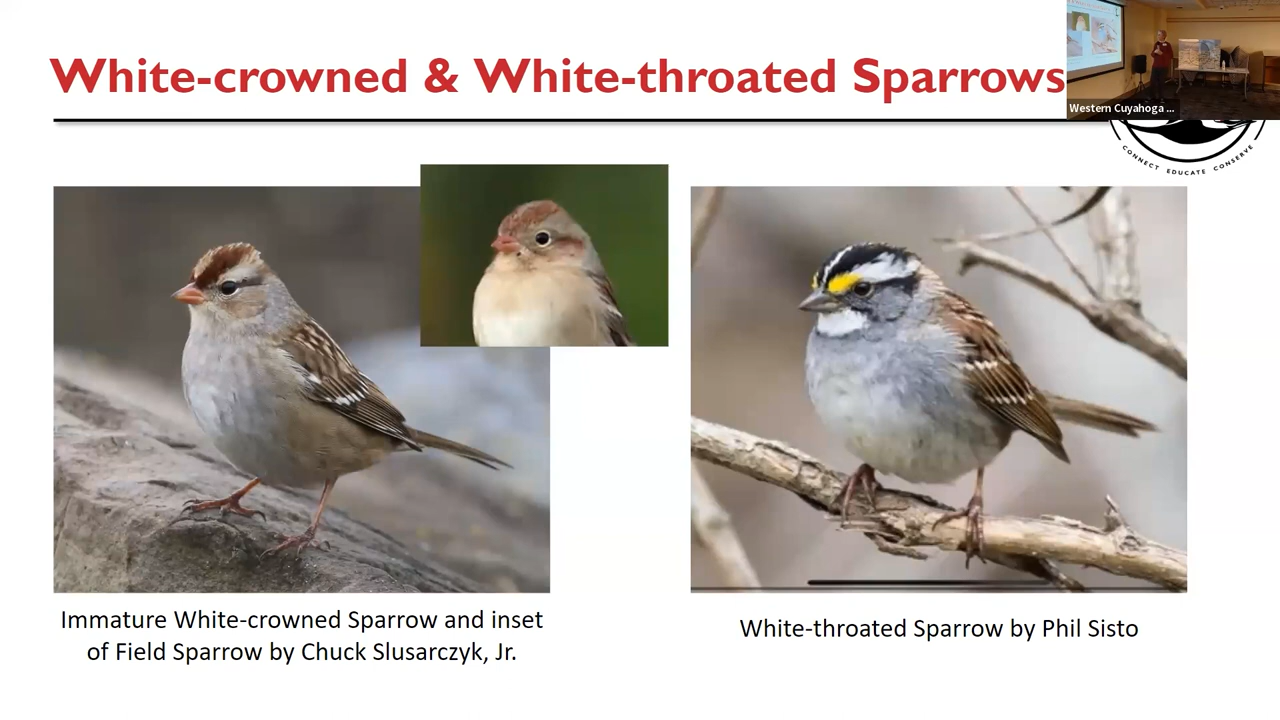 White-crowned & White-throated Sparrows
Western Cuyahoga ...
CONNECT EDUCATE CONSERVE
Immature White-crowned Sparrow and inset
of Field Sparrow by Chuck Slusarczyk, Jr.
White-throated Sparrow by Phil Sisto